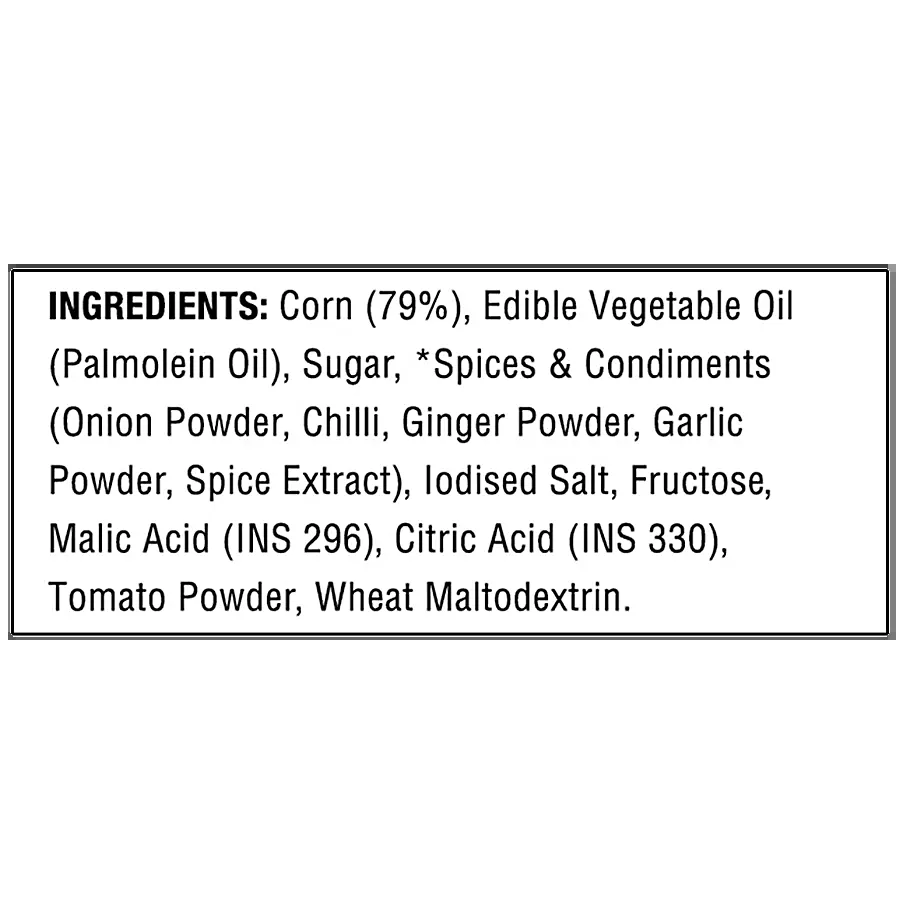 INGREDIENTS: Corn (79%), Edible Vegetable Oil
(Palmolein Oil), Sugar, *Spices & Condiments
(Onion Powder, Chilli, Ginger Powder, Garlic
Powder, Spice Extract), Iodised Salt, Fructose,
Malic Acid (INS 296), Citric Acid (INS 330),
Tomato Powder, Wheat Maltodextrin.